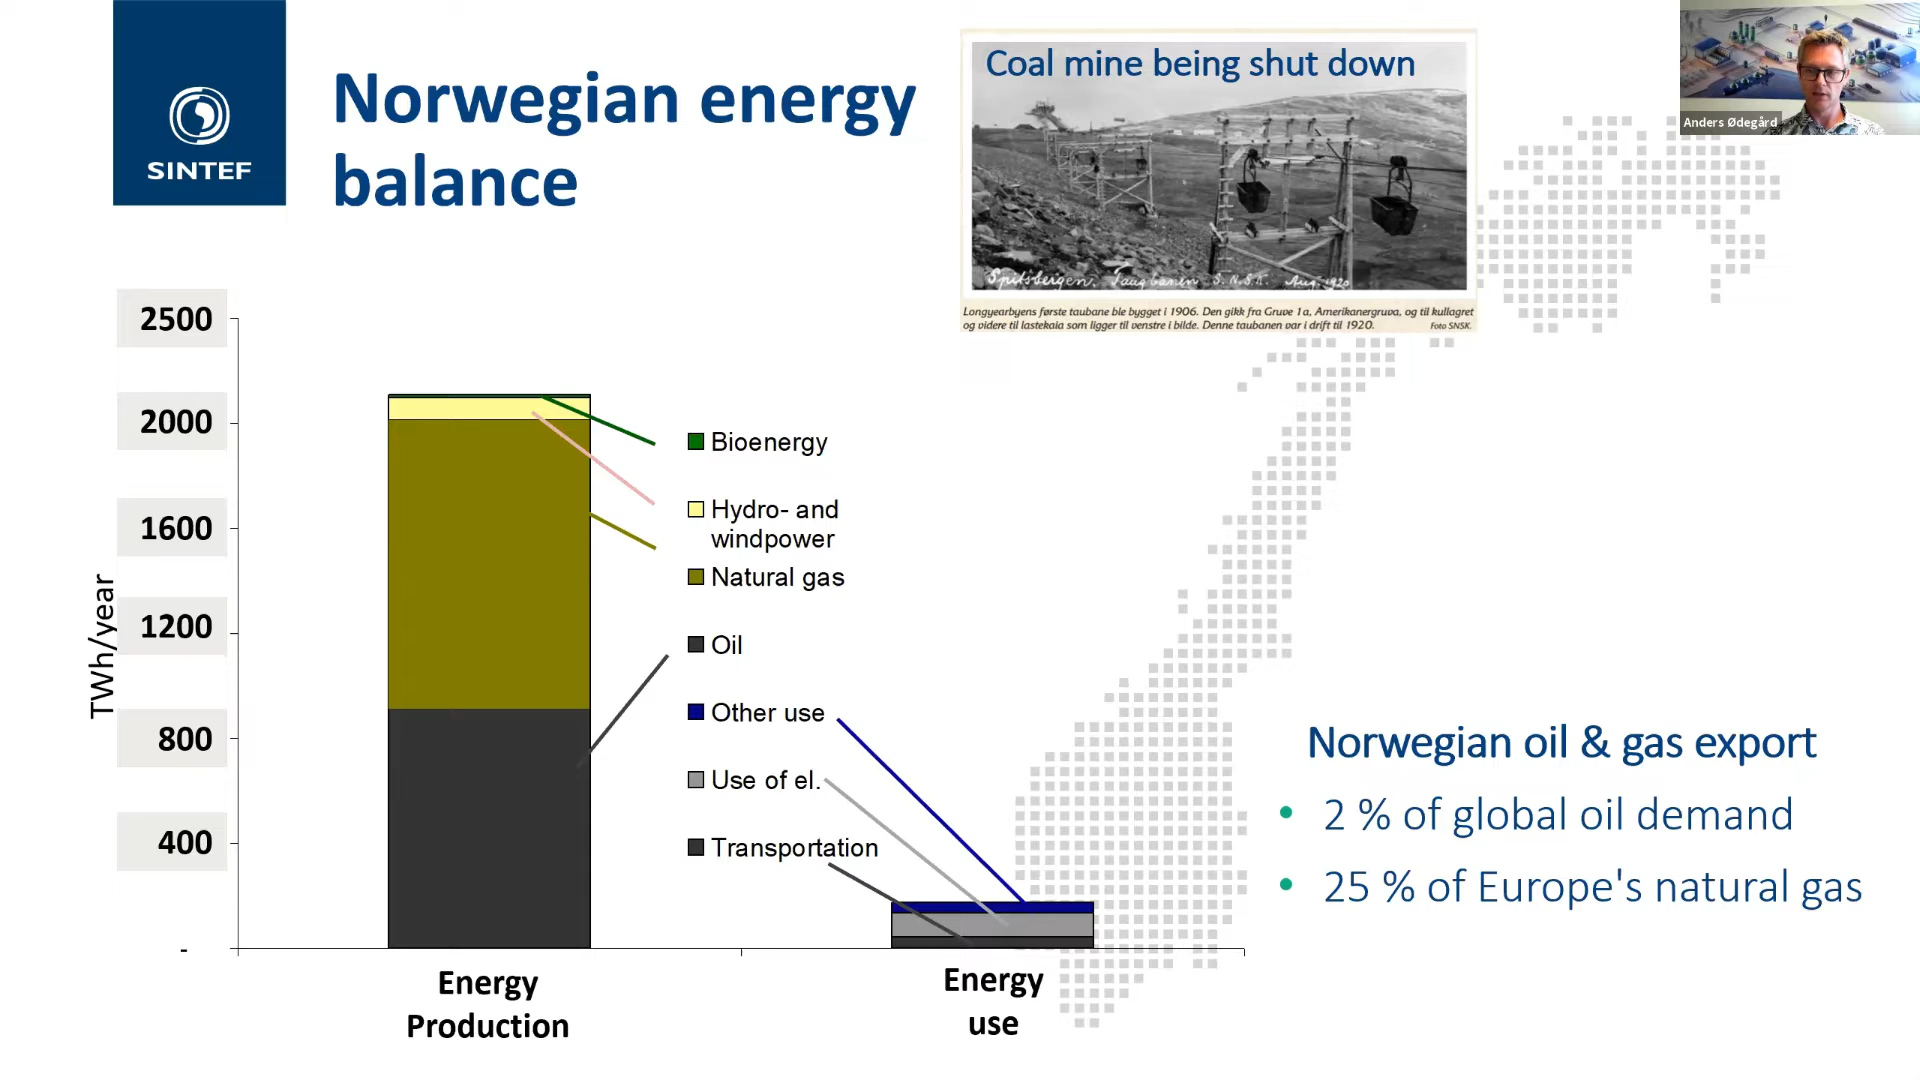 SINTEF
Norwegian energy
balance
Coal mine being shut down
Spitsbergen. Taugbanen S.N.S.K. Aug. 1920
Longyearbyens første taubane ble bygget i 1906. Den gikk fra Gruve 1a, Amerikanergruva, og til kullagret
og videre til lastekaia som ligger til venstre i bilde. Denne taubanen var i drift til 1920.
Foto SNSK.
Anders Ødegård
TWh/year
2500
2000
1600
1200
800
400
-
Bioenergy
Hydro- and
windpower
Natural gas
Oil
Other use
Use of el.
Transportation
Energy
Production
Energy
use
Norwegian oil & gas export
• 2 % of global oil demand
• 25 % of Europe's natural gas